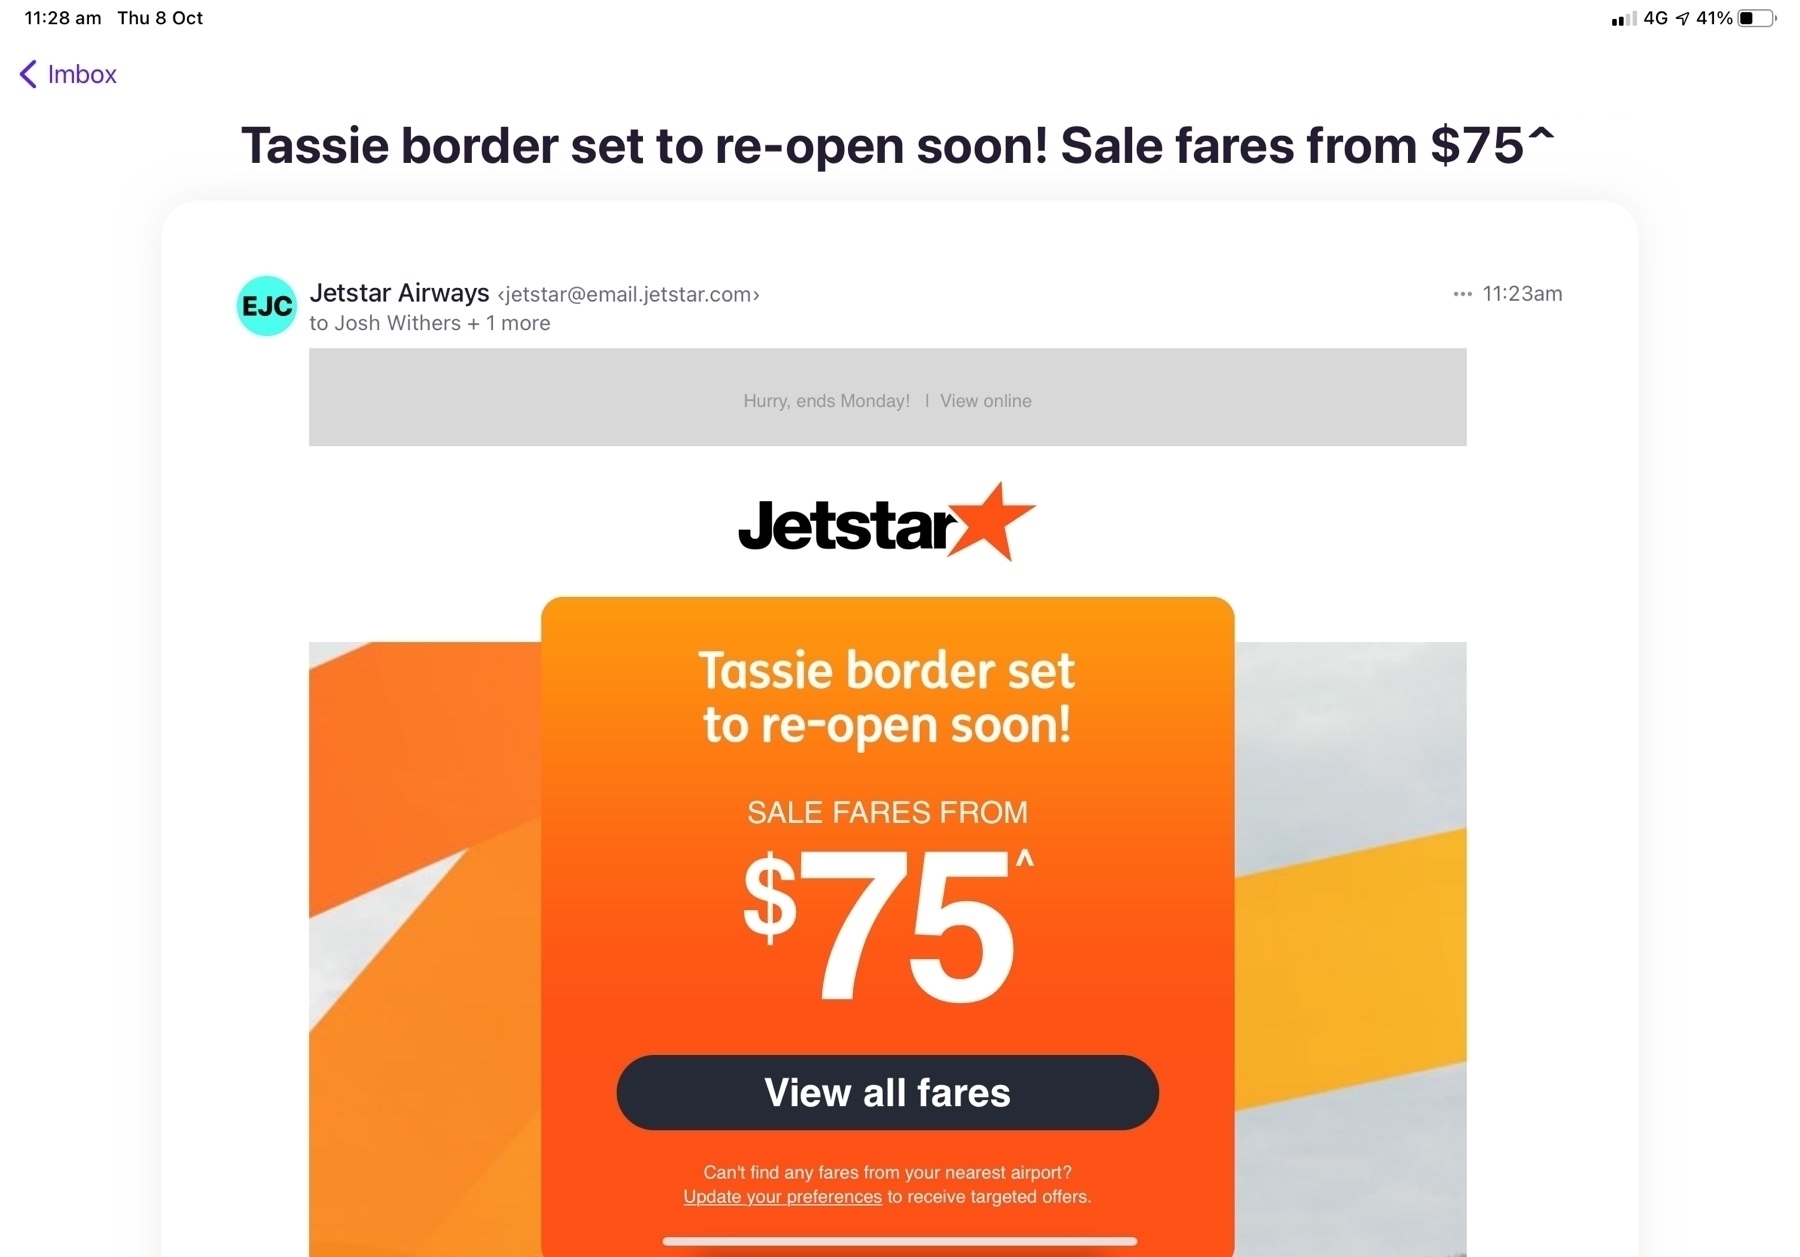 11:28 am Thu 8 Oct
4G 41%
Imbox
Tassie border set to re-open soon! Sale fares from $75^
EJC
Jetstar Airways <jetstar@email.jetstar.com>
··· 11:23am
to Josh Withers + 1 more
Hurry, ends Monday! | View online
Jetstar
Tassie border set
to re-open soon!
SALE FARES FROM
$75^
View all fares
Can't find any fares from your nearest airport?
Update your preferences to receive targeted offers.